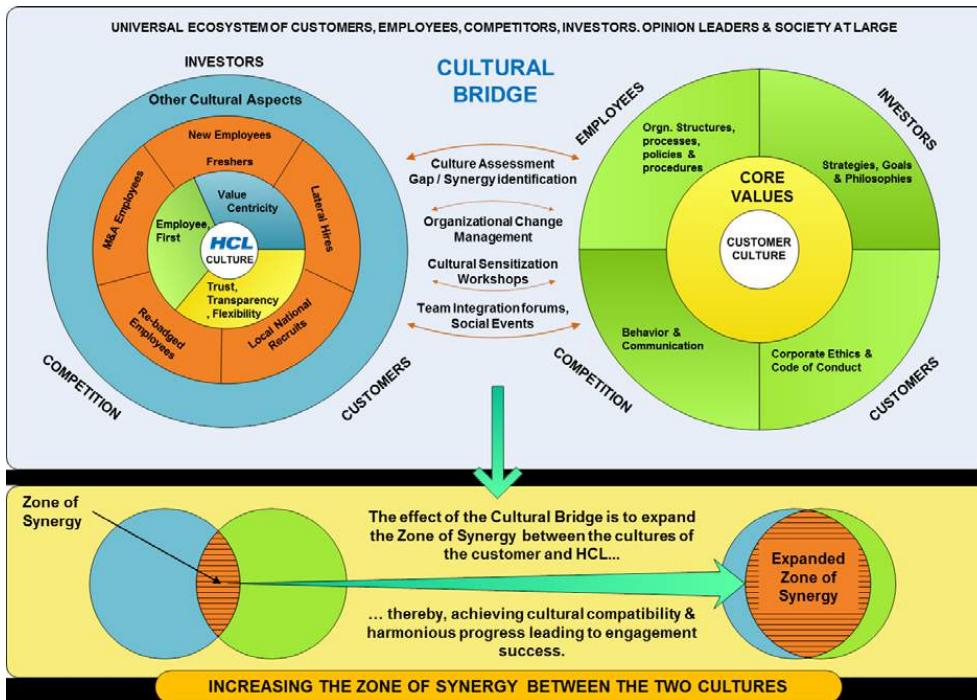 UNIVERSAL ECOSYSTEM OF CUSTOMERS, EMPLOYEES, COMPETITORS, INVESTORS. OPINION LEADERS & SOCIETY AT LARGE
INVESTORS
Other Cultural Aspects
New Employees
Freshers
M&A Employees
Lateral Hires
Value
Centricity
Employee,
First
HCL
CULTURE
Trust,
Transparency
, Flexibility
Re-badged
Employees
Local National
Recruits
COMPETITION
CUSTOMERS
CULTURAL
BRIDGE
Culture Assessment
Gap / Synergy identification
Organizational Change
Management
Cultural Sensitization
Workshops
Team Integration forums,
Social Events
EMPLOYEES
INVESTORS
Orgn. Structures,
processes,
policies &
procedures
Strategies, Goals
& Philosophies
CORE
VALUES
CUSTOMER
CULTURE
Behavior &
Communication
Corporate Ethics &
Code of Conduct
COMPETITION
CUSTOMERS
Zone of
Synergy
The effect of the Cultural Bridge is to expand
the Zone of Synergy between the cultures of
the customer and HCL...
... thereby, achieving cultural compatibility &
harmonious progress leading to engagement
success.
Expanded
Zone of
Synergy
INCREASING THE ZONE OF SYNERGY BETWEEN THE TWO CULTURES